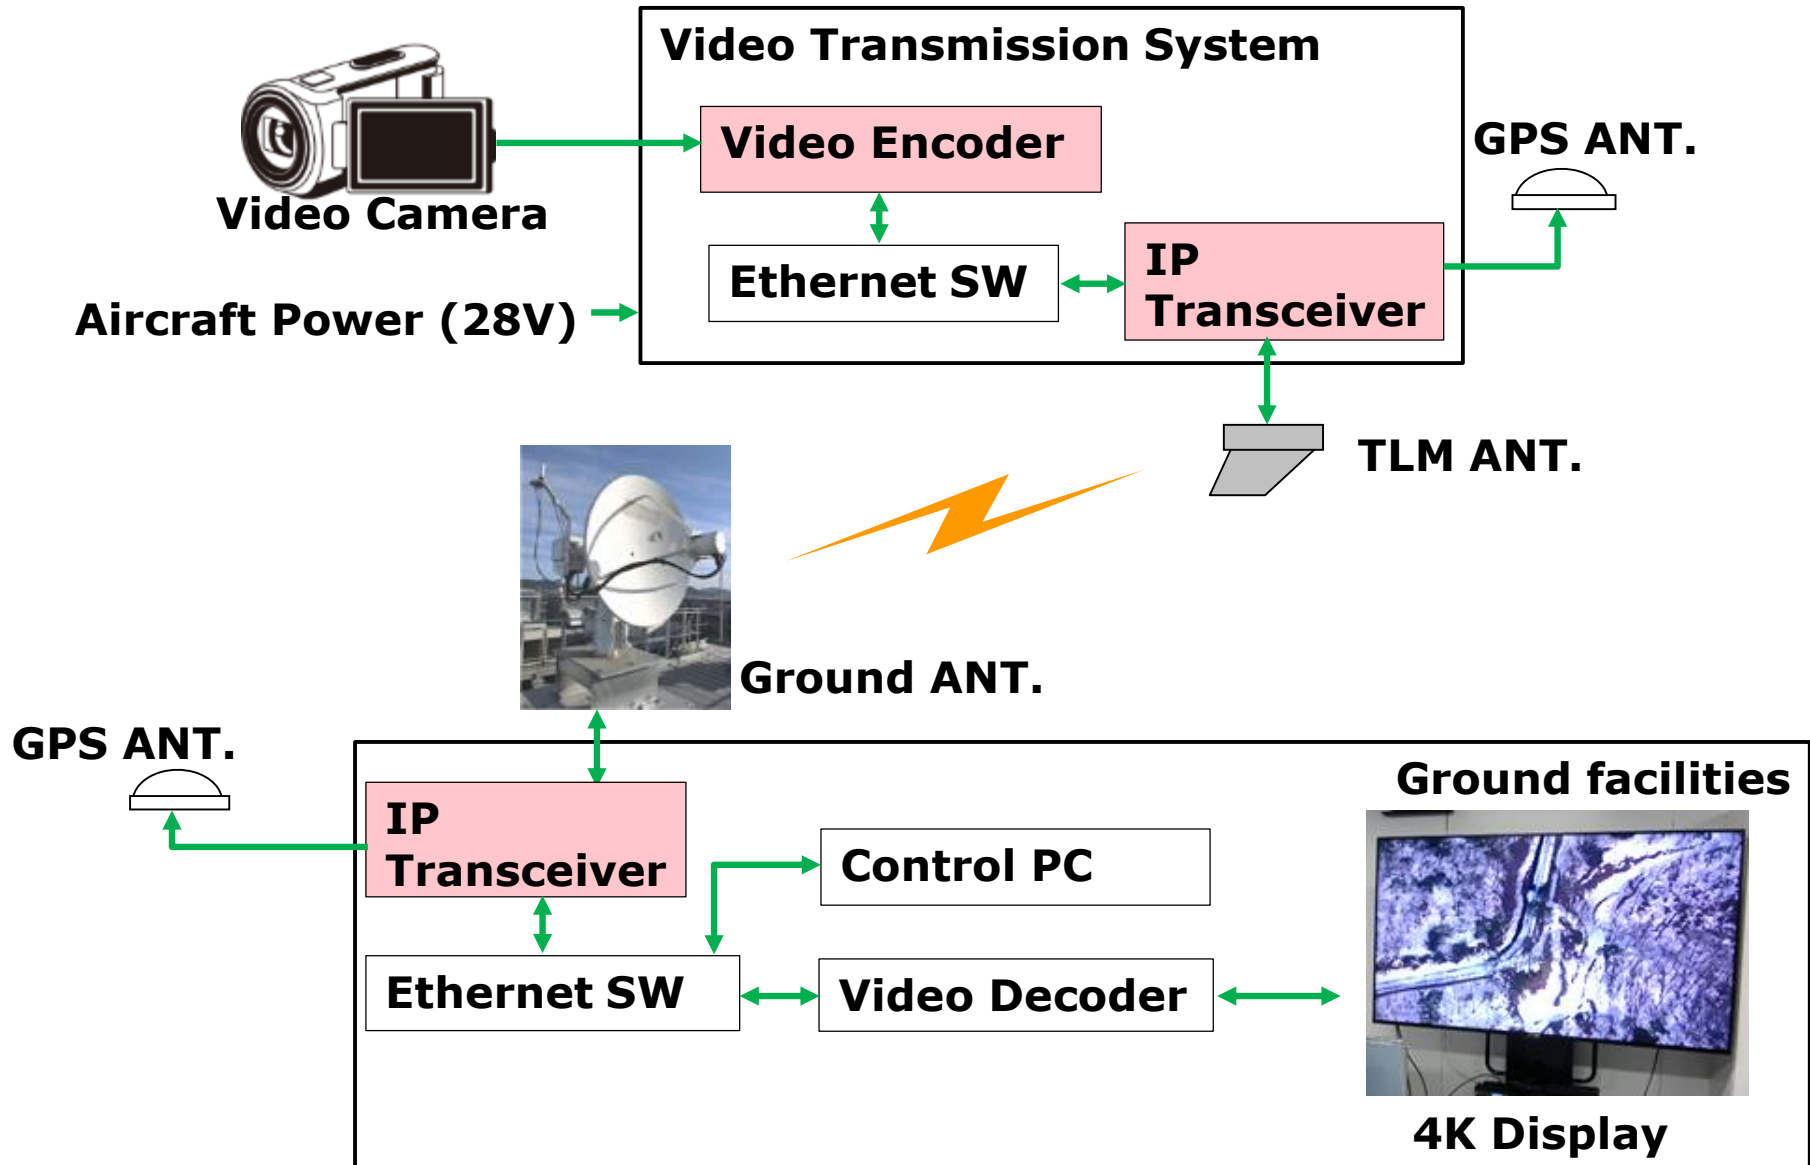 Video Transmission System
Video Encoder
GPS ANT.
Video Camera
IP
Transceiver
Ethernet SW
Aircraft Power (28V)
TLM ANT.
Ground ANT.
GPS ANT.
Ground facilities
IP
Transceiver
Control PC
Ethernet SW
Video Decoder
4K Display